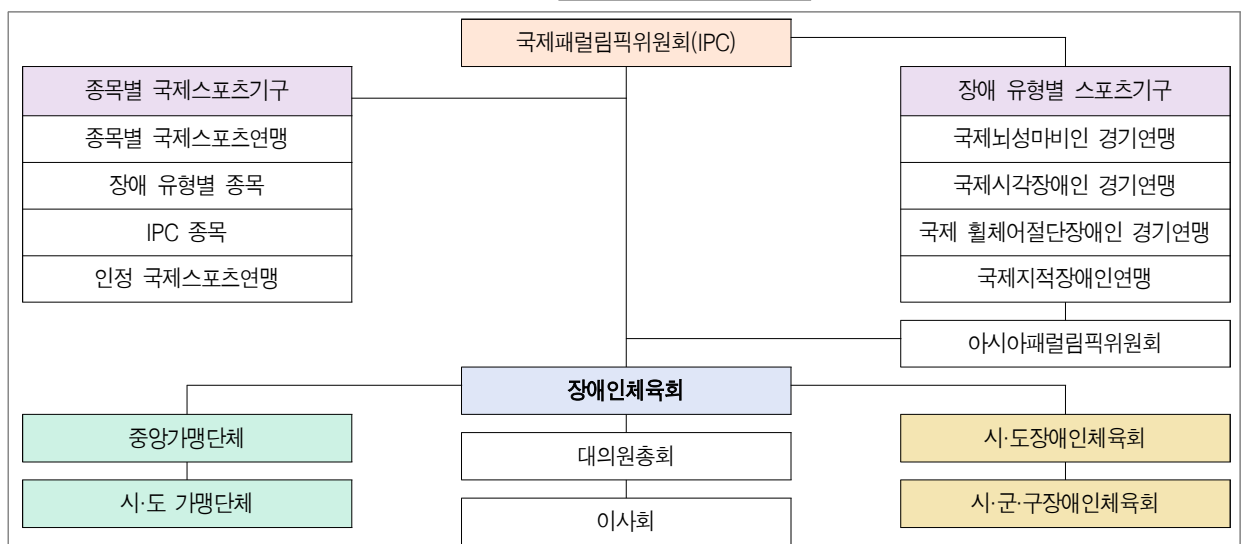 국제패럴림픽위원회(IPC)
종목별 국제스포츠기구
종목별 국제스포츠연맹
장애 유형별 종목
IPC 종목
인정 국제스포츠연맹
장애 유형별 스포츠기구
국제뇌성마비인 경기연맹
국제시각장애인 경기연맹
국제 휠체어절단장애인 경기연맹
국제지적장애인연맹
아시아패럴림픽위원회
장애인체육회
중앙가맹단체
시·도 가맹단체
대의원총회
이사회
시·도장애인체육회
시·군·구장애인체육회